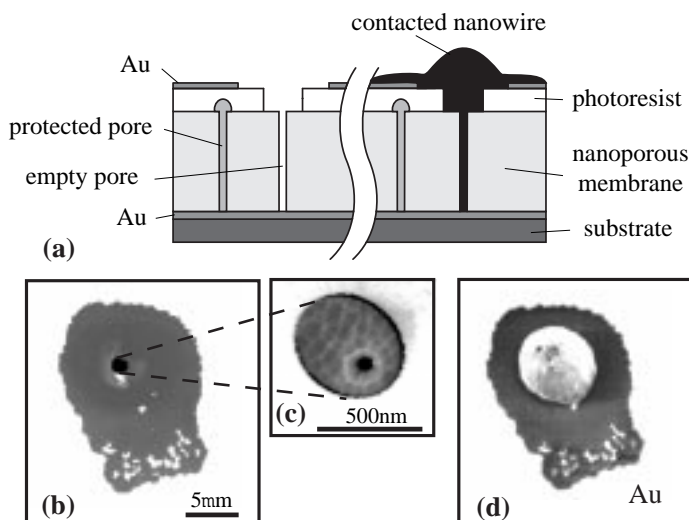 contacted nanowire
Au
protected pore
photoresist
empty pore
nanoporous
membrane
Au
substrate
(a)
(b)
5mm
(c)
500nm
(d)
Au